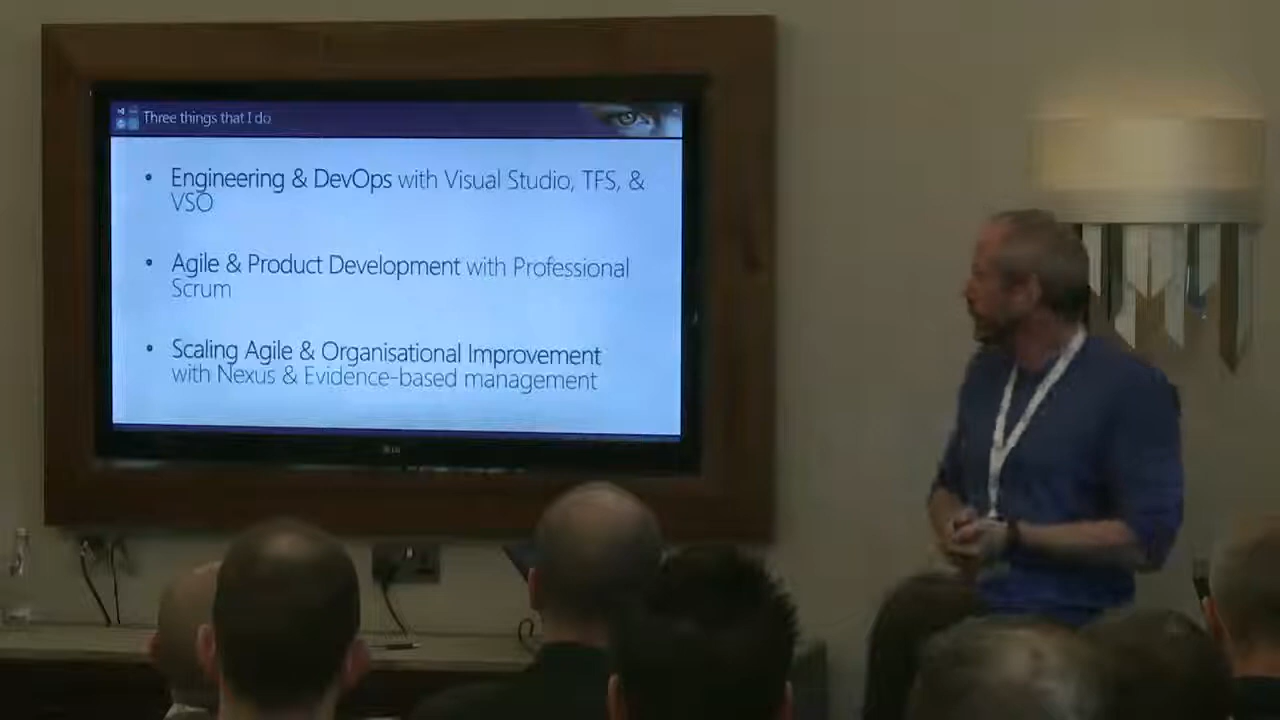 Three things that I do
• Engineering & DevOps with Visual Studio, TFS, &
VSO
• Agile & Product Development with Professional
Scrum
• Scaling Agile & Organisational Improvement
with Nexus & Evidence-based management